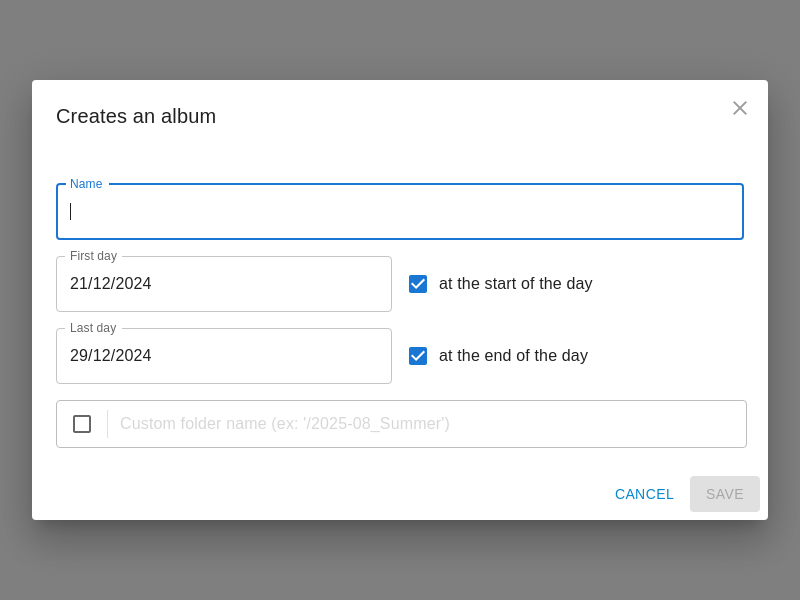 Creates an album
Name
First day
21/12/2024
at the start of the day
Last day
29/12/2024
at the end of the day
Custom folder name (ex: '/2025-08_Summer')
CANCEL
SAVE